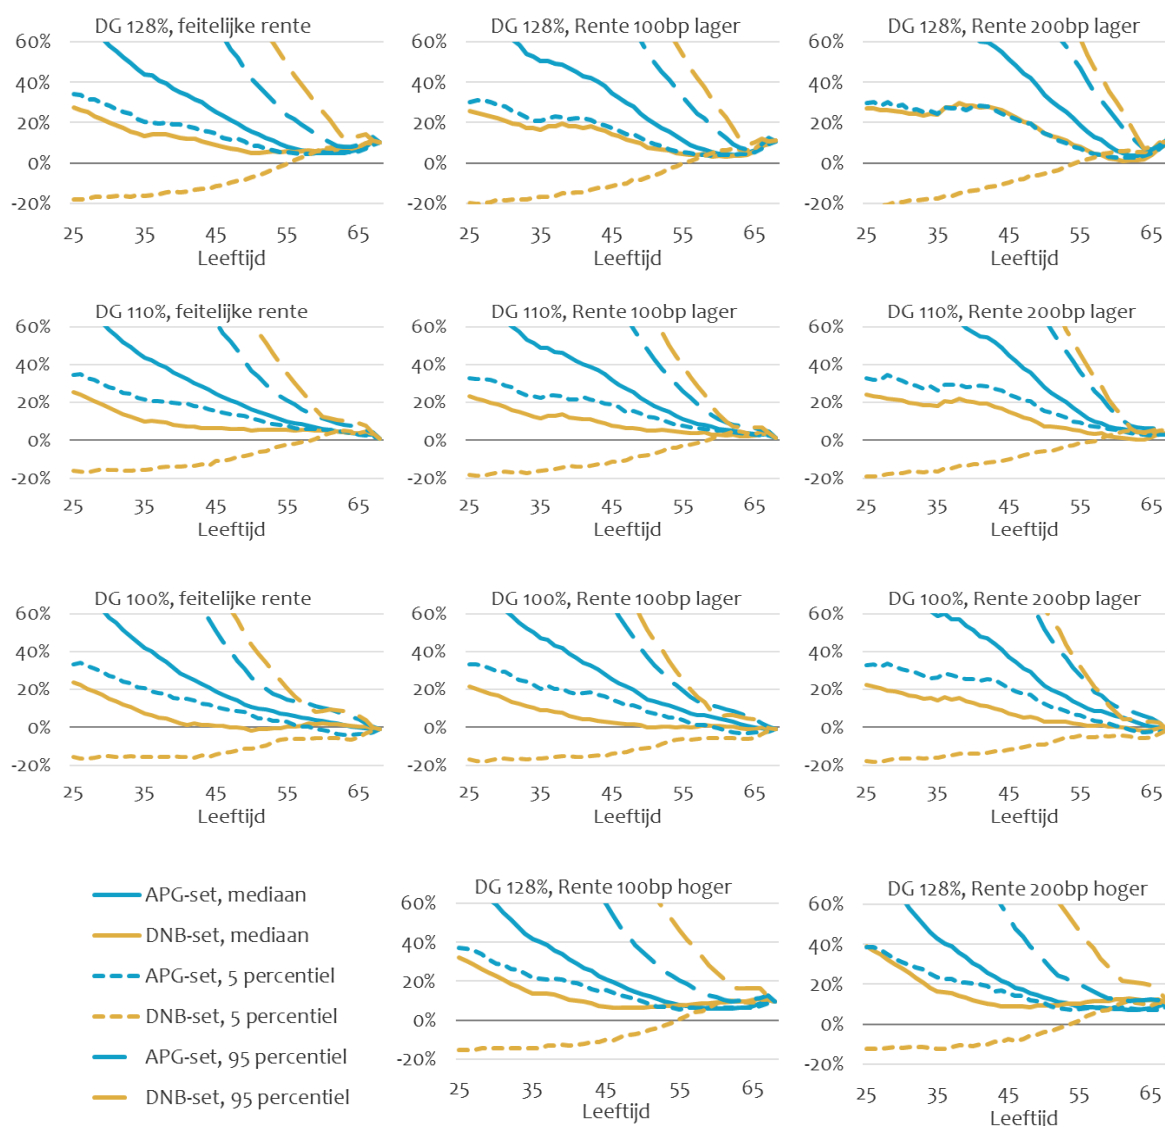 DG 128%, feitelijke rente
60%
40%
20%
0%
-20%
25 35 45 55 65
Leeftijd
DG 128%, Rente 100bp lager
60%
40%
20%
0%
-20%
25 35 45 55 65
Leeftijd
DG 128%, Rente 200bp lager
60%
40%
20%
0%
-20%
25 35 45 55 65
Leeftijd
DG 110%, feitelijke rente
60%
40%
20%
0%
-20%
25 35 45 55 65
Leeftijd
DG 110%, Rente 100bp lager
60%
40%
20%
0%
-20%
25 35 45 55 65
Leeftijd
DG 110%, Rente 200bp lager
60%
40%
20%
0%
-20%
25 35 45 55 65
Leeftijd
DG 100%, feitelijke rente
60%
40%
20%
0%
-20%
25 35 45 55 65
Leeftijd
DG 100%, Rente 100bp lager
60%
40%
20%
0%
-20%
25 35 45 55 65
Leeftijd
DG 100%, Rente 200bp lager
60%
40%
20%
0%
-20%
25 35 45 55 65
Leeftijd
APG-set, mediaan
DNB-set, mediaan
APG-set, 5 percentiel
DNB-set, 5 percentiel
APG-set, 95 percentiel
DNB-set, 95 percentiel
DG 128%, Rente 100bp hoger
60%
40%
20%
0%
-20%
25 35 45 55 65
Leeftijd
DG 128%, Rente 200bp hoger
60%
40%
20%
0%
-20%
25 35 45 55 65
Leeftijd